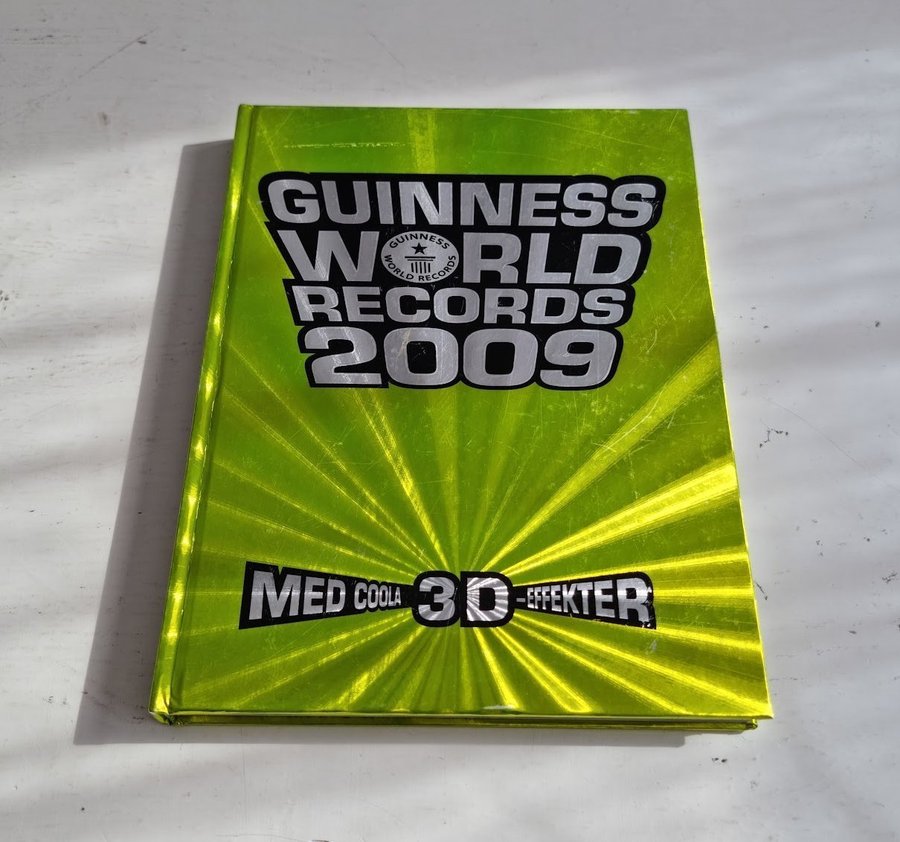 GUINNESS
WORLD
GUINNESS
WORLD RECORDS
RECORDS
2009
MED COOLA 3D-EFFEKTER